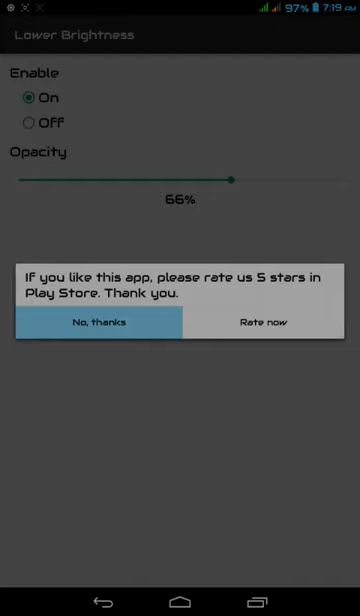 97% 7:19 AM
Lower Brightness
Enable
On
Off
Opacity
66%
If you like this app, please rate us 5 stars in
Play Store. Thank you.
No, thanks
Rate now